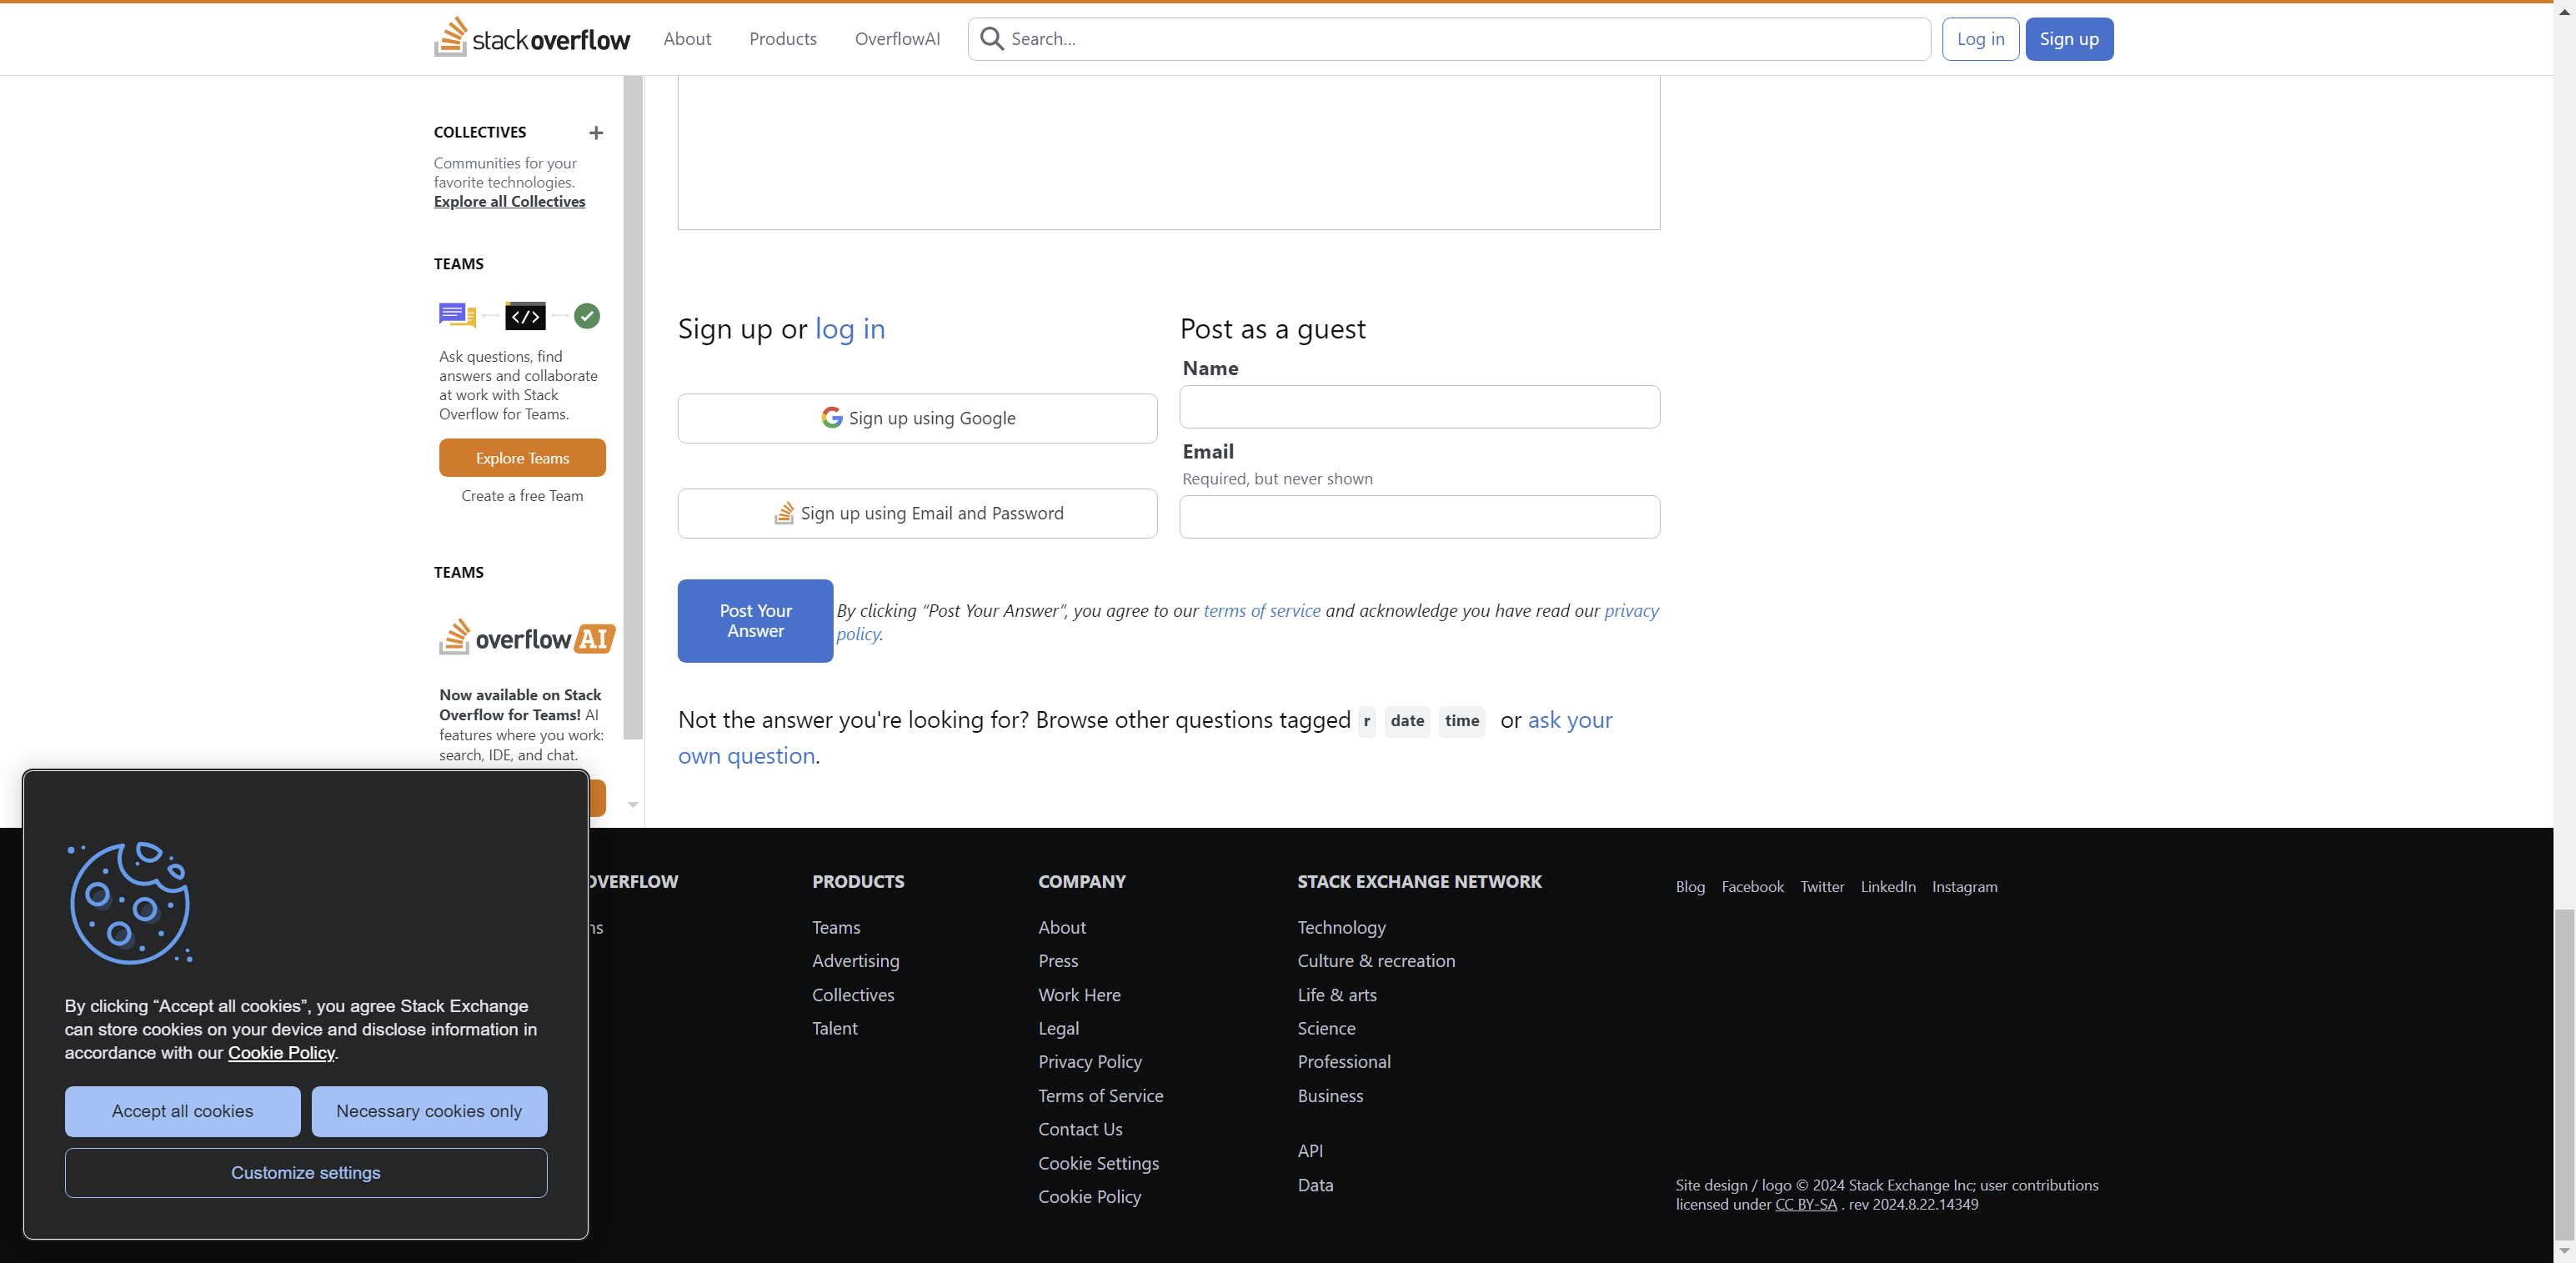 stack overflow
About
Products
OverflowAI
Search...
Log in
Sign up
COLLECTIVES
Communities for your
favorite technologies.
Explore all Collectives
TEAMS
Ask questions, find
answers and collaborate
at work with Stack
Overflow for Teams.
Explore Teams
Create a free Team
TEAMS
overflow AI
Now available on Stack
Overflow for Teams! AI
features where you work:
search, IDE, and chat.
Sign up or log in
Sign up using Google
Sign up using Email and Password
Post as a guest
Name
Email
Required, but never shown
Post Your
Answer
By clicking “Post Your Answer”, you agree to our terms of service and acknowledge you have read our privacy
policy.
Not the answer you're looking for? Browse other questions tagged r date time or ask your
own question.
By clicking “Accept all cookies”, you agree Stack Exchange
can store cookies on your device and disclose information in
accordance with our Cookie Policy.
Accept all cookies
Necessary cookies only
Customize settings
OVERFLOW
PRODUCTS
Teams
Advertising
Collectives
Talent
COMPANY
About
Press
Work Here
Legal
Privacy Policy
Terms of Service
Contact Us
Cookie Settings
Cookie Policy
STACK EXCHANGE NETWORK
Technology
Culture & recreation
Life & arts
Science
Professional
Business
API
Data
Blog
Facebook
Twitter
LinkedIn
Instagram
Site design / logo © 2024 Stack Exchange Inc; user contributions
licensed under CC BY-SA . rev 2024.8.22.14349